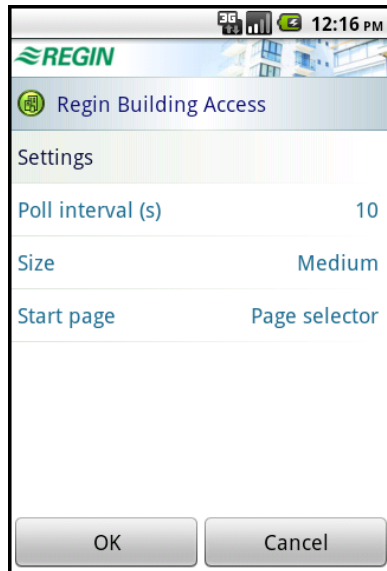 3G 12:16 PM
REGIN
Regin Building Access
Settings
Poll interval (s) 10
Size Medium
Start page Page selector
OK Cancel